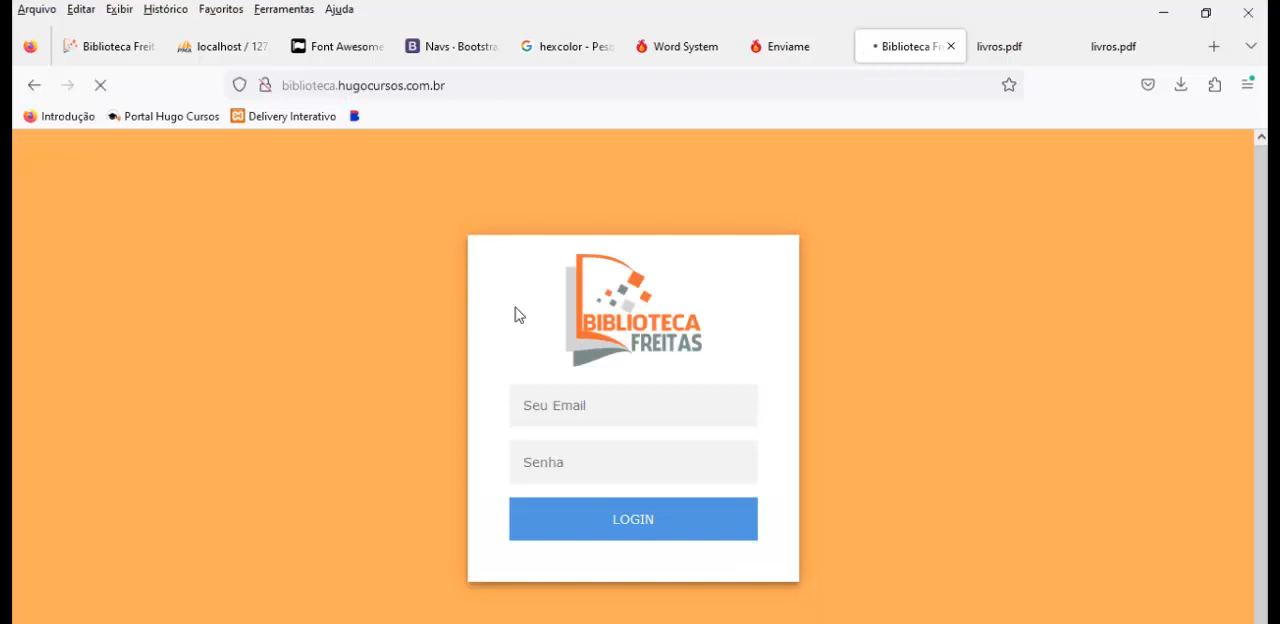 Arquivo Editar Exibir Histórico Favoritos Ferramentas Ajuda
Biblioteca Freit localhost / 127. Font Awesome Navs · Bootstra hexcolor - Pesq Word System Enviame • Biblioteca Fr livros.pdf livros.pdf
biblioteca.hugocursos.com.br
Introdução Portal Hugo Cursos Delivery Interativo
BIBLIOTECA
FREITAS
Seu Email
Senha
LOGIN